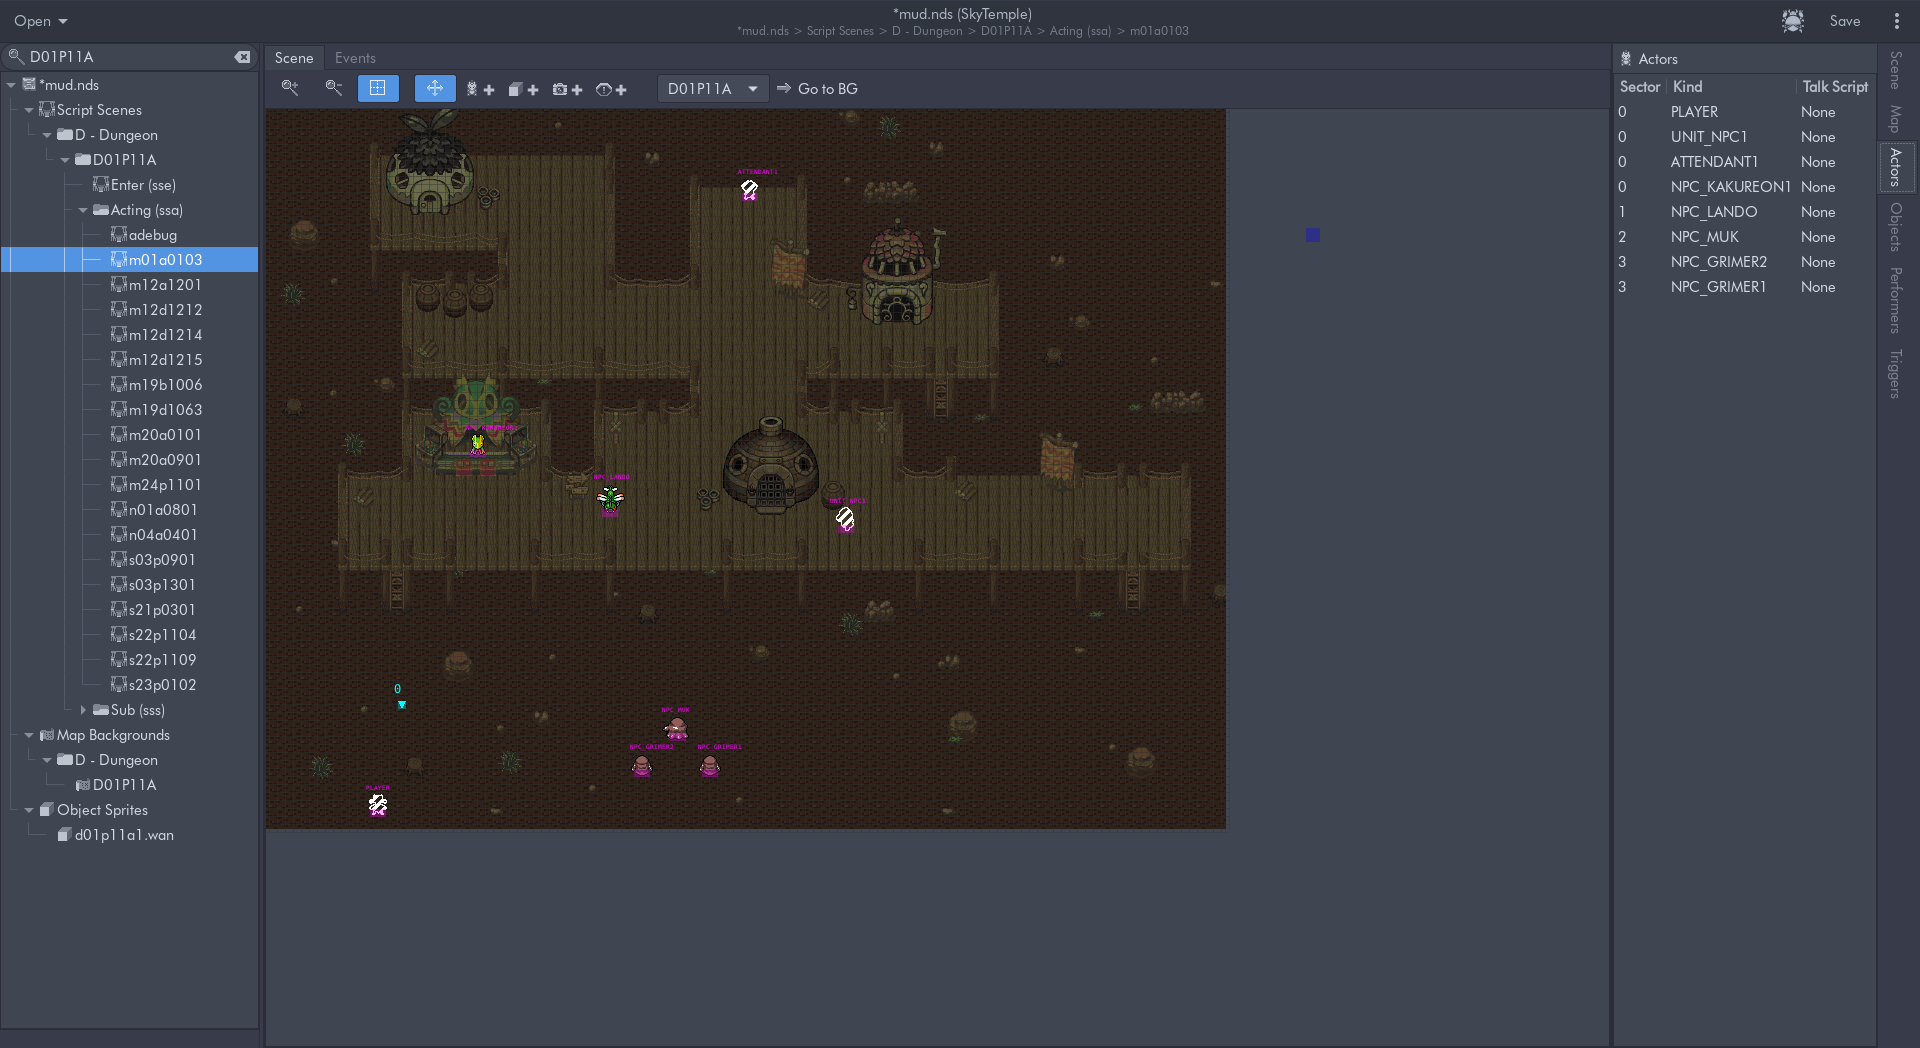 Open
*mud.nds (SkyTemple)
*mud.nds > Script Scenes > D - Dungeon > D01P11A > Acting (ssa) > m01a0103
Save
D01P11A
*mud.nds
Script Scenes
D - Dungeon
D01P11A
Enter (sse)
Acting (ssa)
adebug
m01a0103
m12a1201
m12d1212
m12d1214
m12d1215
m19b1006
m19d1063
m20a0101
m20a0901
m24p1101
n01a0801
n04a0401
s03p0901
s03p1301
s21p0301
s22p1104
s22p1109
s23p0102
Sub (sss)
Map Backgrounds
D - Dungeon
D01P11A
Object Sprites
d01p11a1.wan
Scene Events
D01P11A
Go to BG
ATTENDANT1
NPC_LANDO
UNIT_NPC1
0
NPC_MUK
NPC_GRIMER2 NPC_GRIMER1
PLAYER
Actors
Sector Kind Talk Script
0 PLAYER None
0 UNIT_NPC1 None
0 ATTENDANT1 None
0 NPC_KAKUREON1 None
1 NPC_LANDO None
2 NPC_MUK None
3 NPC_GRIMER2 None
3 NPC_GRIMER1 None
Scene
Map
Actors
Objects
Performers
Triggers